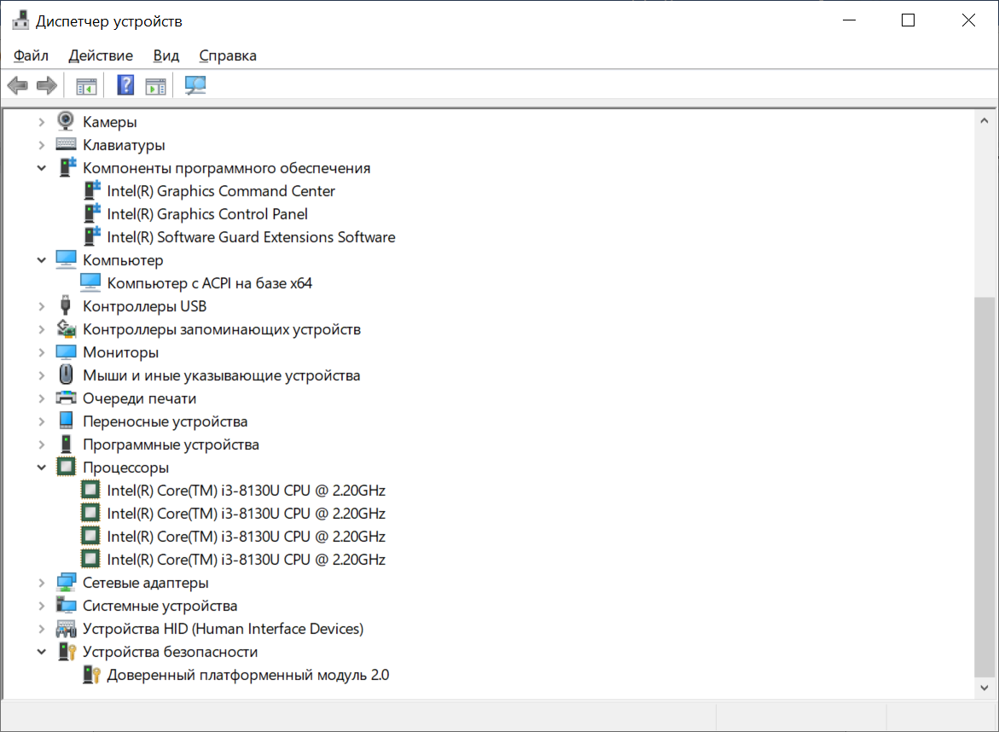 Диспетчер устройств
Файл Действие Вид Справка
Камеры
Клавиатуры
Компоненты программного обеспечения
Intel(R) Graphics Command Center
Intel(R) Graphics Control Panel
Intel(R) Software Guard Extensions Software
Компьютер
Компьютер с ACPI на базе x64
Контроллеры USB
Контроллеры запоминающих устройств
Мониторы
Мыши и иные указывающие устройства
Очереди печати
Переносные устройства
Программные устройства
Процессоры
Intel(R) Core(TM) i3-8130U CPU @ 2.20GHz
Intel(R) Core(TM) i3-8130U CPU @ 2.20GHz
Intel(R) Core(TM) i3-8130U CPU @ 2.20GHz
Intel(R) Core(TM) i3-8130U CPU @ 2.20GHz
Сетевые адаптеры
Системные устройства
Устройства HID (Human Interface Devices)
Устройства безопасности
Доверенный платформенный модуль 2.0